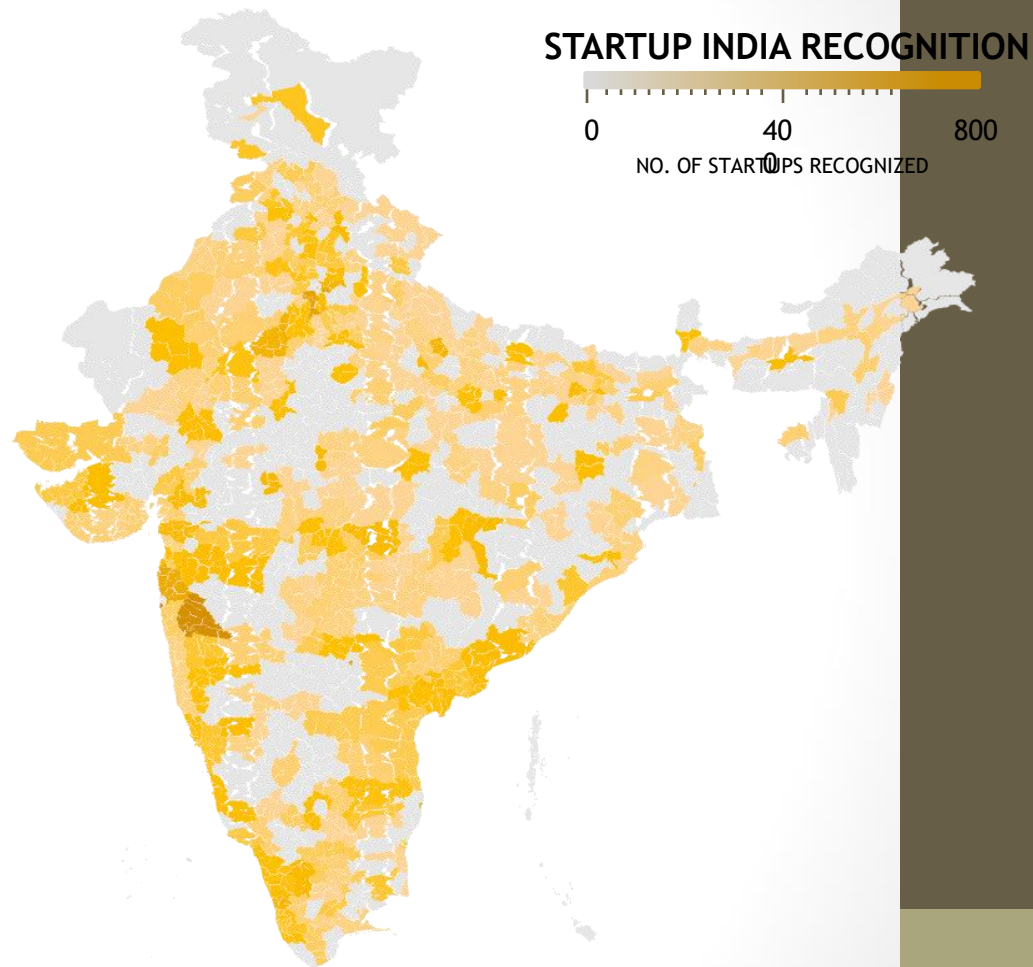 STARTUP INDIA RECOGNITION
0 40 800
0
NO. OF STARTUPS RECOGNIZED